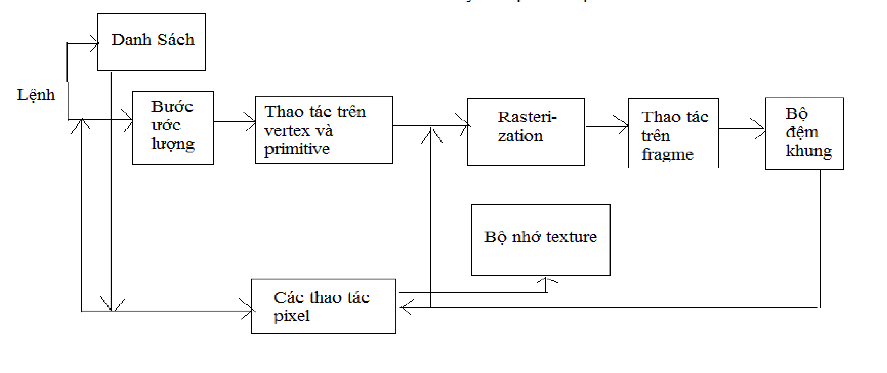 Danh Sách
Lệnh
Bước
ước
lượng
Thao tác trên
vertex và
primitive
Rasteri-
zation
Thao tác
trên
fragme
Bộ
đệm
khung
Bộ nhớ texture
Các thao tác
pixel